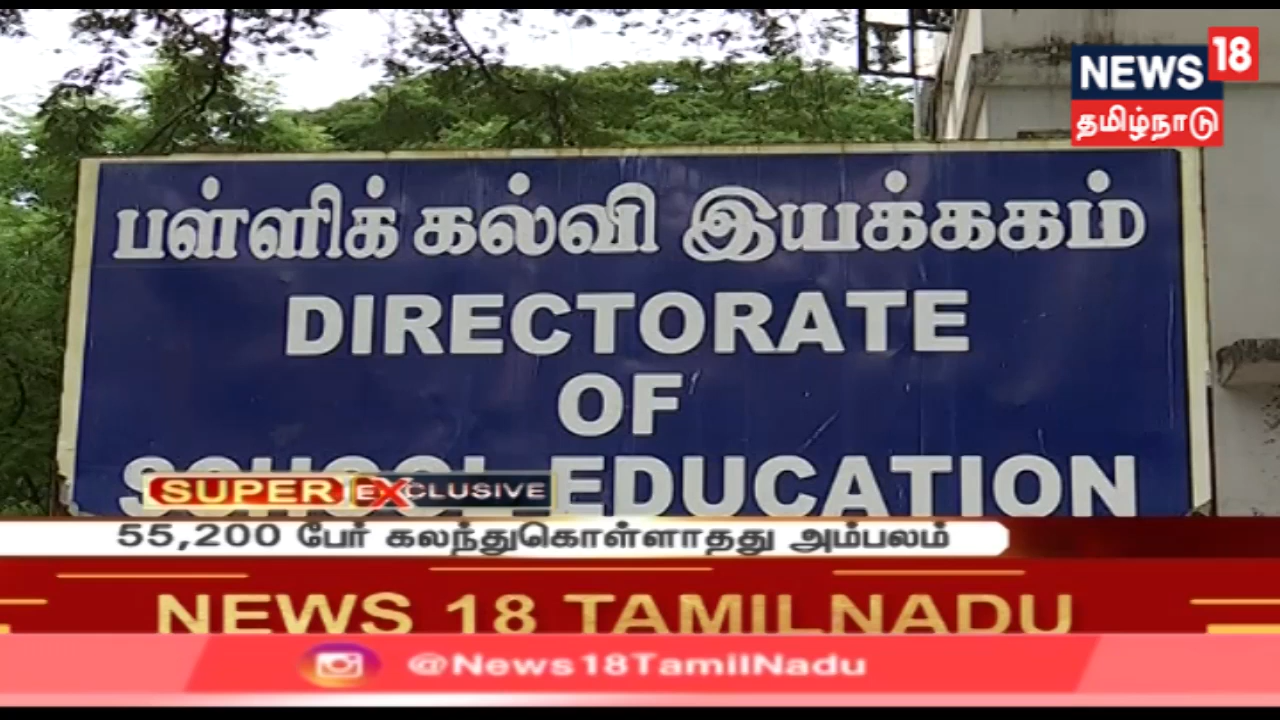 NEWS 18
தமிழ்நாடு
பள்ளிக் கல்வி இயக்ககம்
DIRECTORATE
OF
SCHOOL EDUCATION
SUPER EXCLUSIVE
55,200 பேர் கலந்துகொள்ளாதது அம்பலம்
NEWS 18 TAMILNADU
@News18TamilNadu